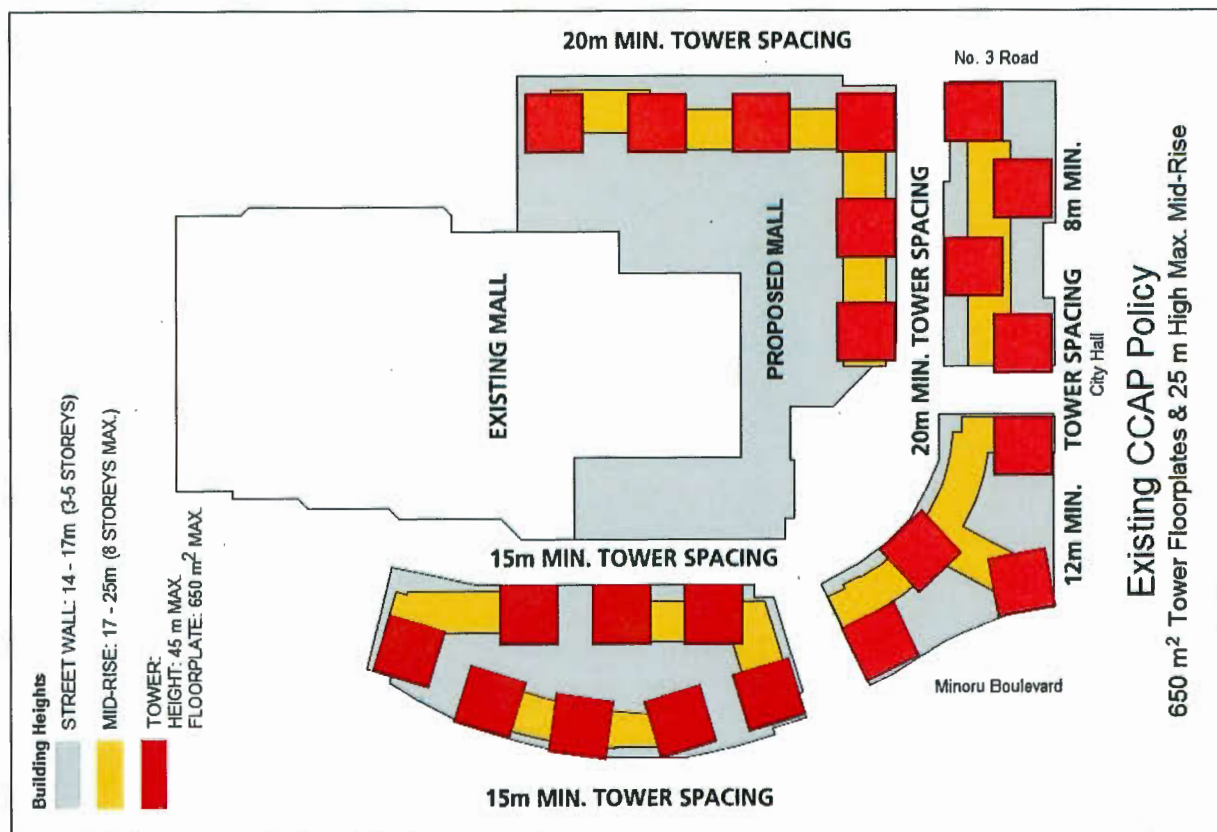 20m MIN. TOWER SPACING
No. 3 Road
EXISTING MALL
PROPOSED MALL
20m MIN. TOWER SPACING
8m MIN.
TOWER SPACING
City Hall
12m MIN.
15m MIN. TOWER SPACING
Minoru Boulevard
15m MIN. TOWER SPACING
Existing CCAP Policy
650 m² Tower Floorplates & 25 m High Max. Mid-Rise
Building Heights
STREET WALL: 14 - 17m (3-5 STOREYS)
MID-RISE: 17 - 25m (8 STOREYS MAX.)
TOWER:
HEIGHT: 45 m MAX.
FLOORPLATE: 650 m² MAX.